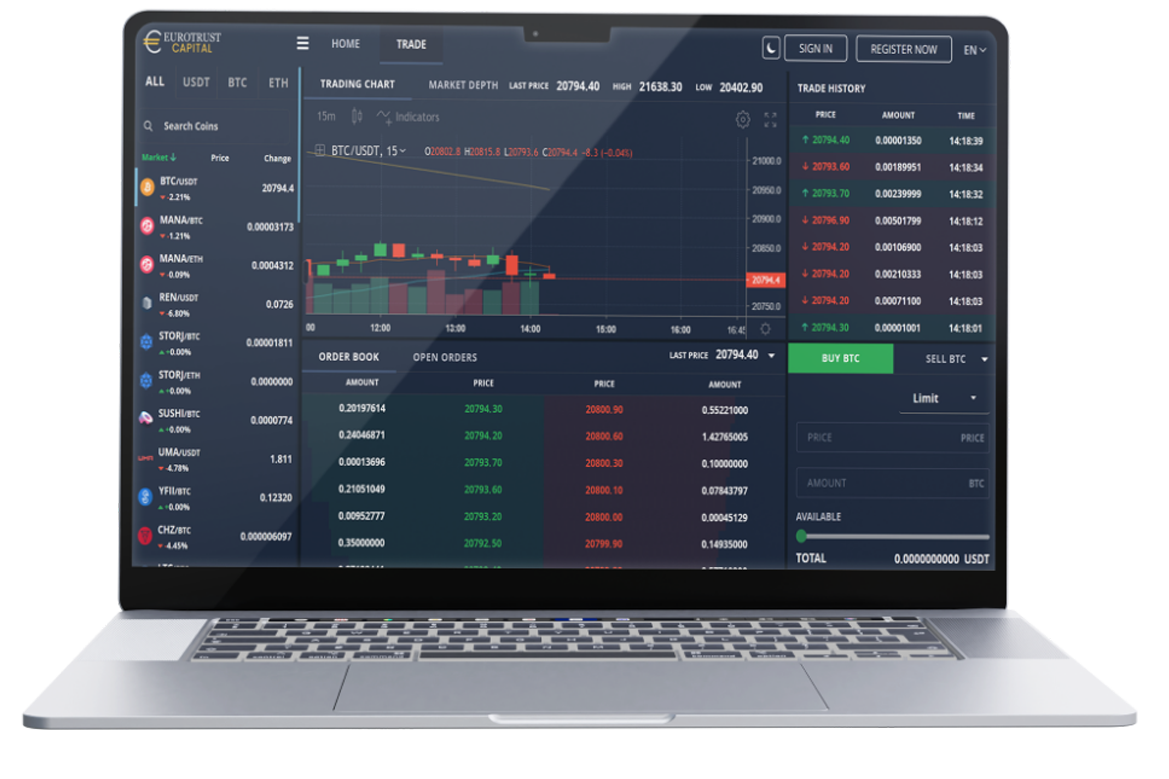 EUROTRUST
CAPITAL
HOME
TRADE
SIGN IN
REGISTER NOW
EN
ALL USDT BTC ETH
Search Coins
Market Price Change
BTC/USDT
-2.21%
20794.4
MANA/BTC
-1.21%
0.00003173
MANA/ETH
-0.09%
0.0004312
REN/USDT
-6.80%
0.0726
STORJ/BTC
+0.00%
0.00001811
STORJ/ETH
+0.00%
0.0000000
SUSHI/BTC
+0.00%
0.0000774
UMA/USDT
-4.78%
1.811
YFII/BTC
+0.00%
0.12320
CHZ/BTC
-4.45%
0.000006097
TRADING CHART MARKET DEPTH LAST PRICE 20794.40 HIGH 21638.30 LOW 20402.90
15m Indicators
BTC/USDT, 15 O20802.8 H20815.8 L20793.6 C20794.4 -8.3 (-0.04%)
21000.0
20950.0
20900.0
20850.0
20794.4
20750.0
00 12:00 13:00 14:00 15:00 16:00 16:45
ORDER BOOK OPEN ORDERS LAST PRICE 20794.40
AMOUNT PRICE PRICE AMOUNT
0.20197614 20794.30 20800.90 0.55221000
0.24046871 20794.20 20800.60 1.42765005
0.00013696 20793.70 20800.30 0.10000000
0.21051049 20793.60 20800.10 0.07843797
0.00952777 20793.20 20800.00 0.00045129
0.35000000 20792.50 20799.90 0.14935000
TRADE HISTORY
PRICE AMOUNT TIME
20794.40 0.00001350 14:18:39
20793.60 0.00189951 14:18:34
20793.70 0.00239999 14:18:32
20796.90 0.00501799 14:18:12
20794.20 0.00106900 14:18:03
20794.20 0.00210333 14:18:03
20794.20 0.00071100 14:18:03
20794.30 0.00001001 14:18:01
BUY BTC SELL BTC
Limit
PRICE PRICE
AMOUNT BTC
AVAILABLE
TOTAL 0.0000000000 USDT